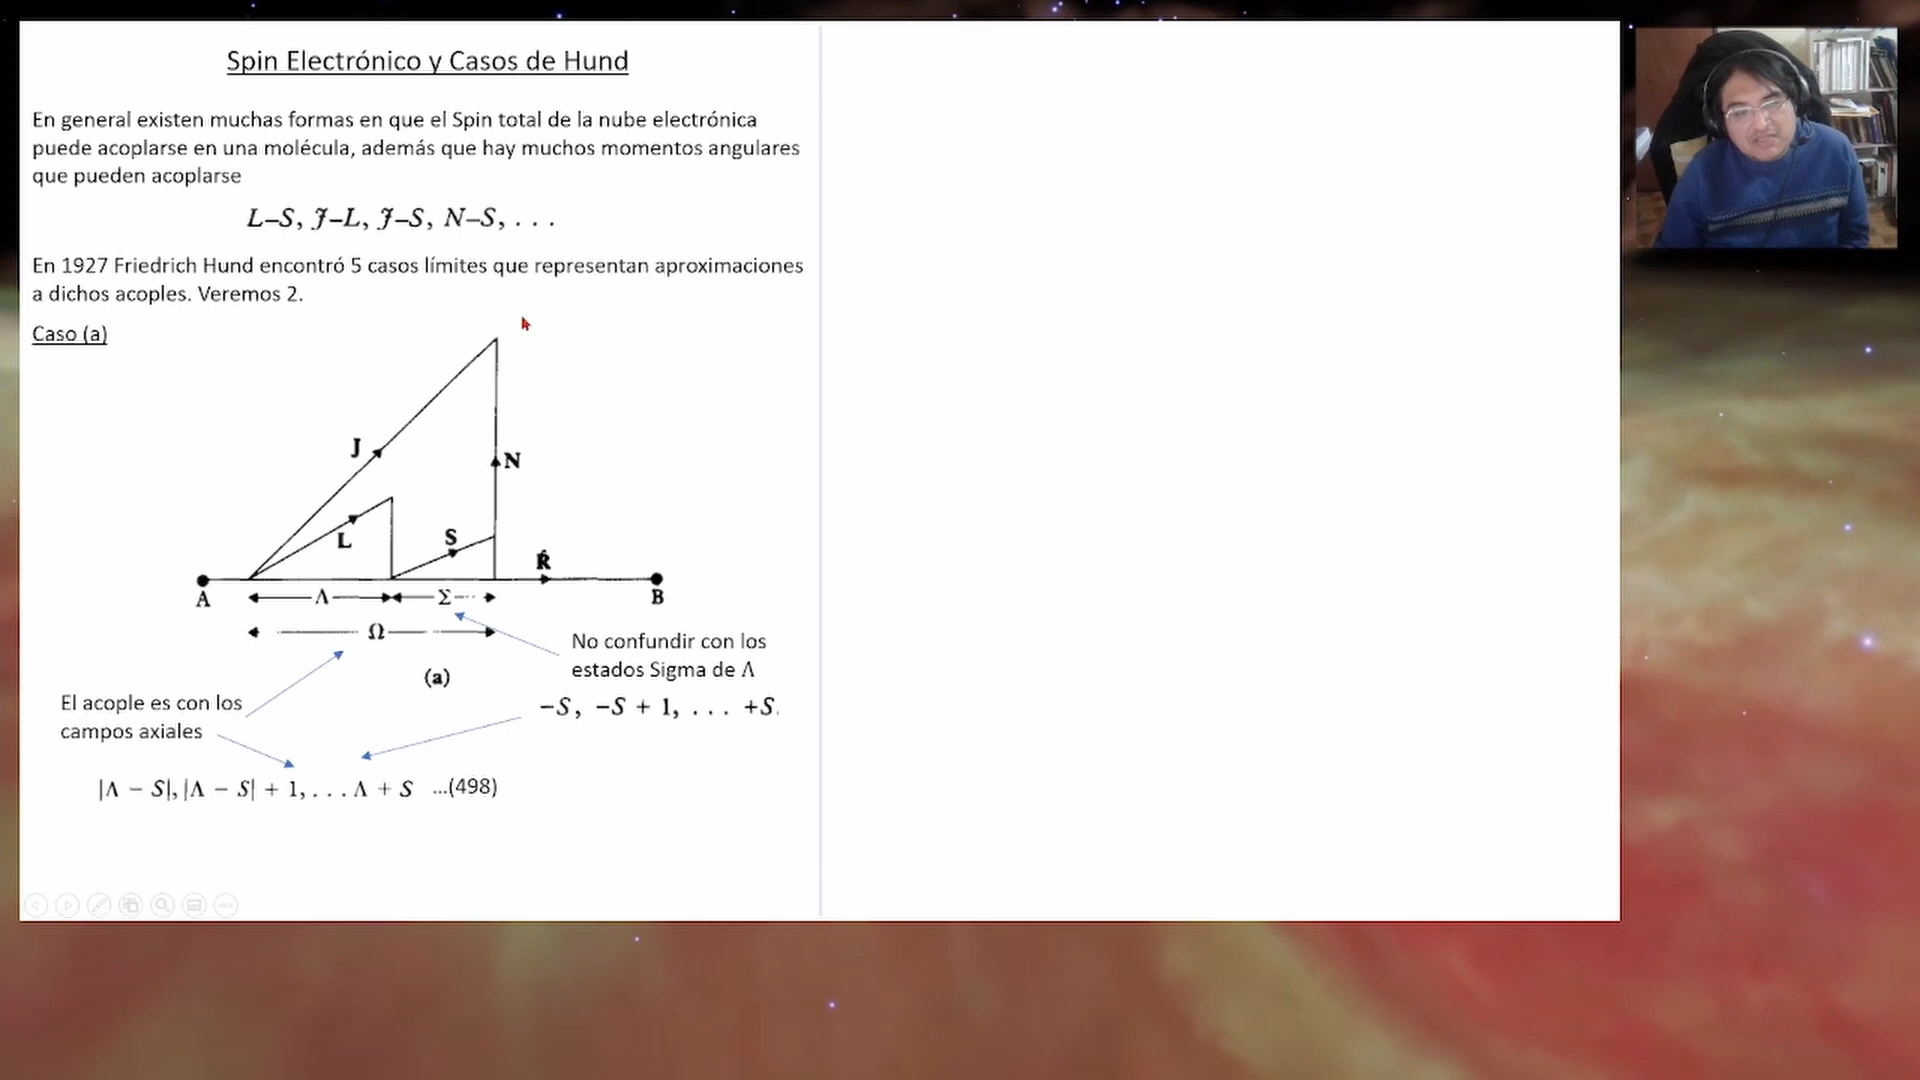 Spin Electrónico y Casos de Hund
En general existen muchas formas en que el Spin total de la nube electrónica
puede acoplarse en una molécula, además que hay muchos momentos angulares
que pueden acoplarse
L–S, J–L, J–S, N–S, . . .
En 1927 Friedrich Hund encontró 5 casos límites que representan aproximaciones
a dichos acoples. Veremos 2.
Caso (a)
J
N
L
S
R̂
A
Λ
Σ
B
Ω
No confundir con los
estados Sigma de Λ
(a)
El acople es con los
campos axiales
−S, −S + 1, . . . +S.
|Λ − S|, |Λ − S| + 1, . . . Λ + S ...(498)